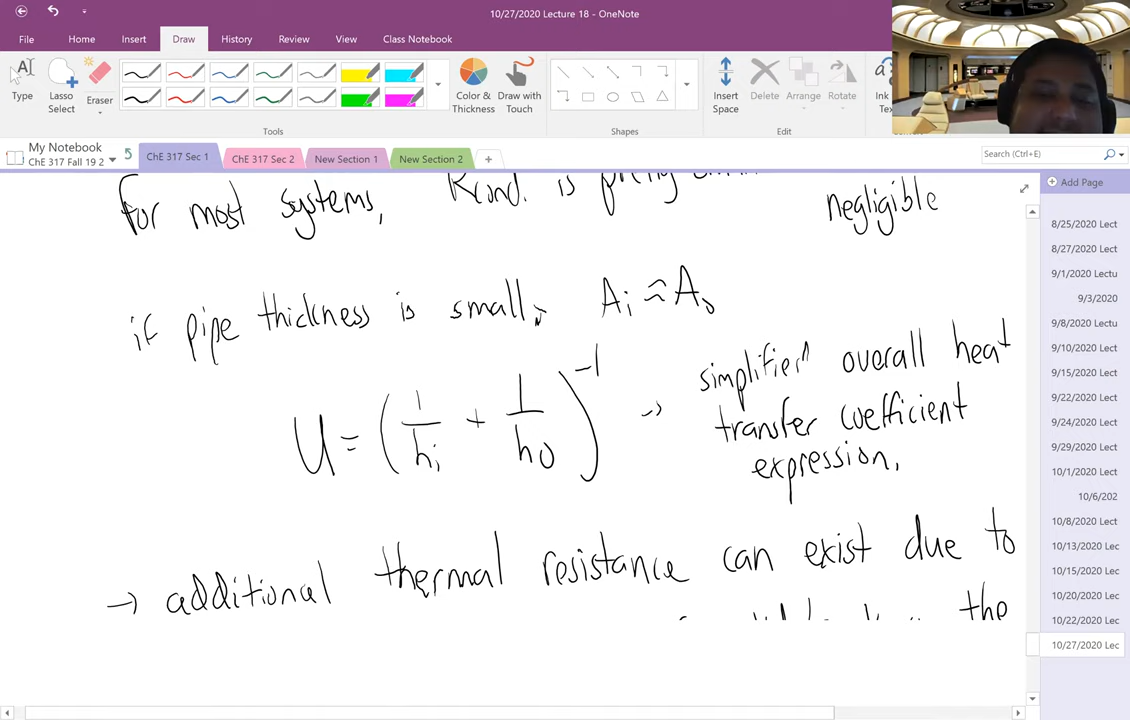 10/27/2020 Lecture 18 - OneNote
File Home Insert Draw History Review View Class Notebook
Type Lasso Select Eraser Color & Thickness Draw with Touch Insert Space Delete Arrange Rotate Ink Tex
Tools Shapes Edit
My Notebook
ChE 317 Fall 19 2
ChE 317 Sec 1 ChE 317 Sec 2 New Section 1 New Section 2 +
Search (Ctrl+E)
Add Page
8/25/2020 Lect
8/27/2020 Lect
9/1/2020 Lectu
9/3/2020
9/8/2020 Lectu
9/10/2020 Lect
9/15/2020 Lect
9/22/2020 Lect
9/24/2020 Lect
9/29/2020 Lect
10/1/2020 Lect
10/6/202
10/8/2020 Lect
10/13/2020 Lec
10/15/2020 Lec
10/20/2020 Lec
10/22/2020 Lec
10/27/2020 Lec
for most systems, Rcond. is negligible
if pipe thickness is small, Ai ≈ Ao
U = (1/hi + 1/ho)^-1 → simplified overall heat
transfer coefficient
expression.
→ additional thermal resistance can exist due to
the